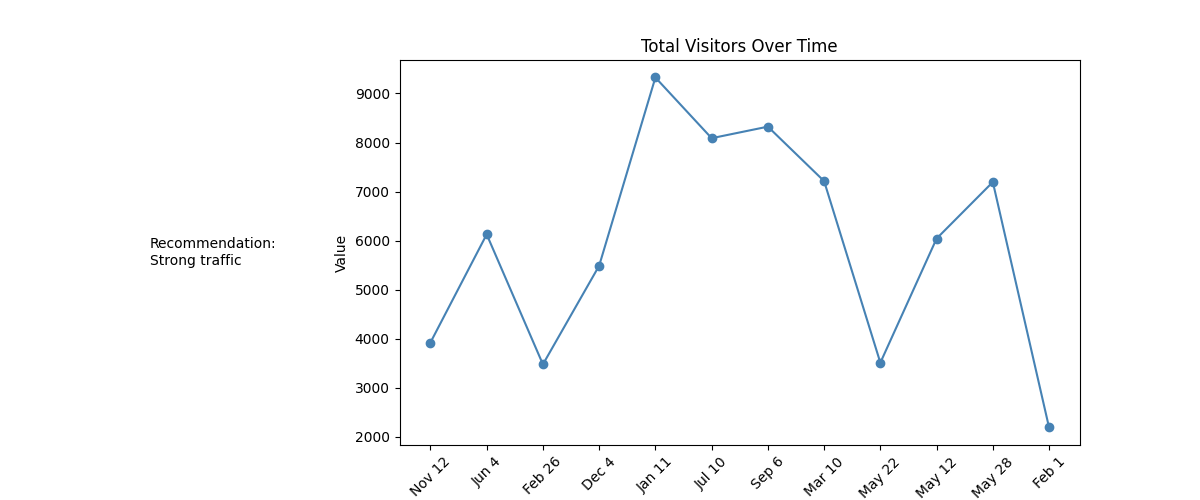 Total Visitors Over Time
Recommendation:
Strong traffic
Value
9000
8000
7000
6000
5000
4000
3000
2000
Nov 12
Jun 4
Feb 26
Dec 4
Jan 11
Jul 10
Sep 6
Mar 10
May 22
May 12
May 28
Feb 1